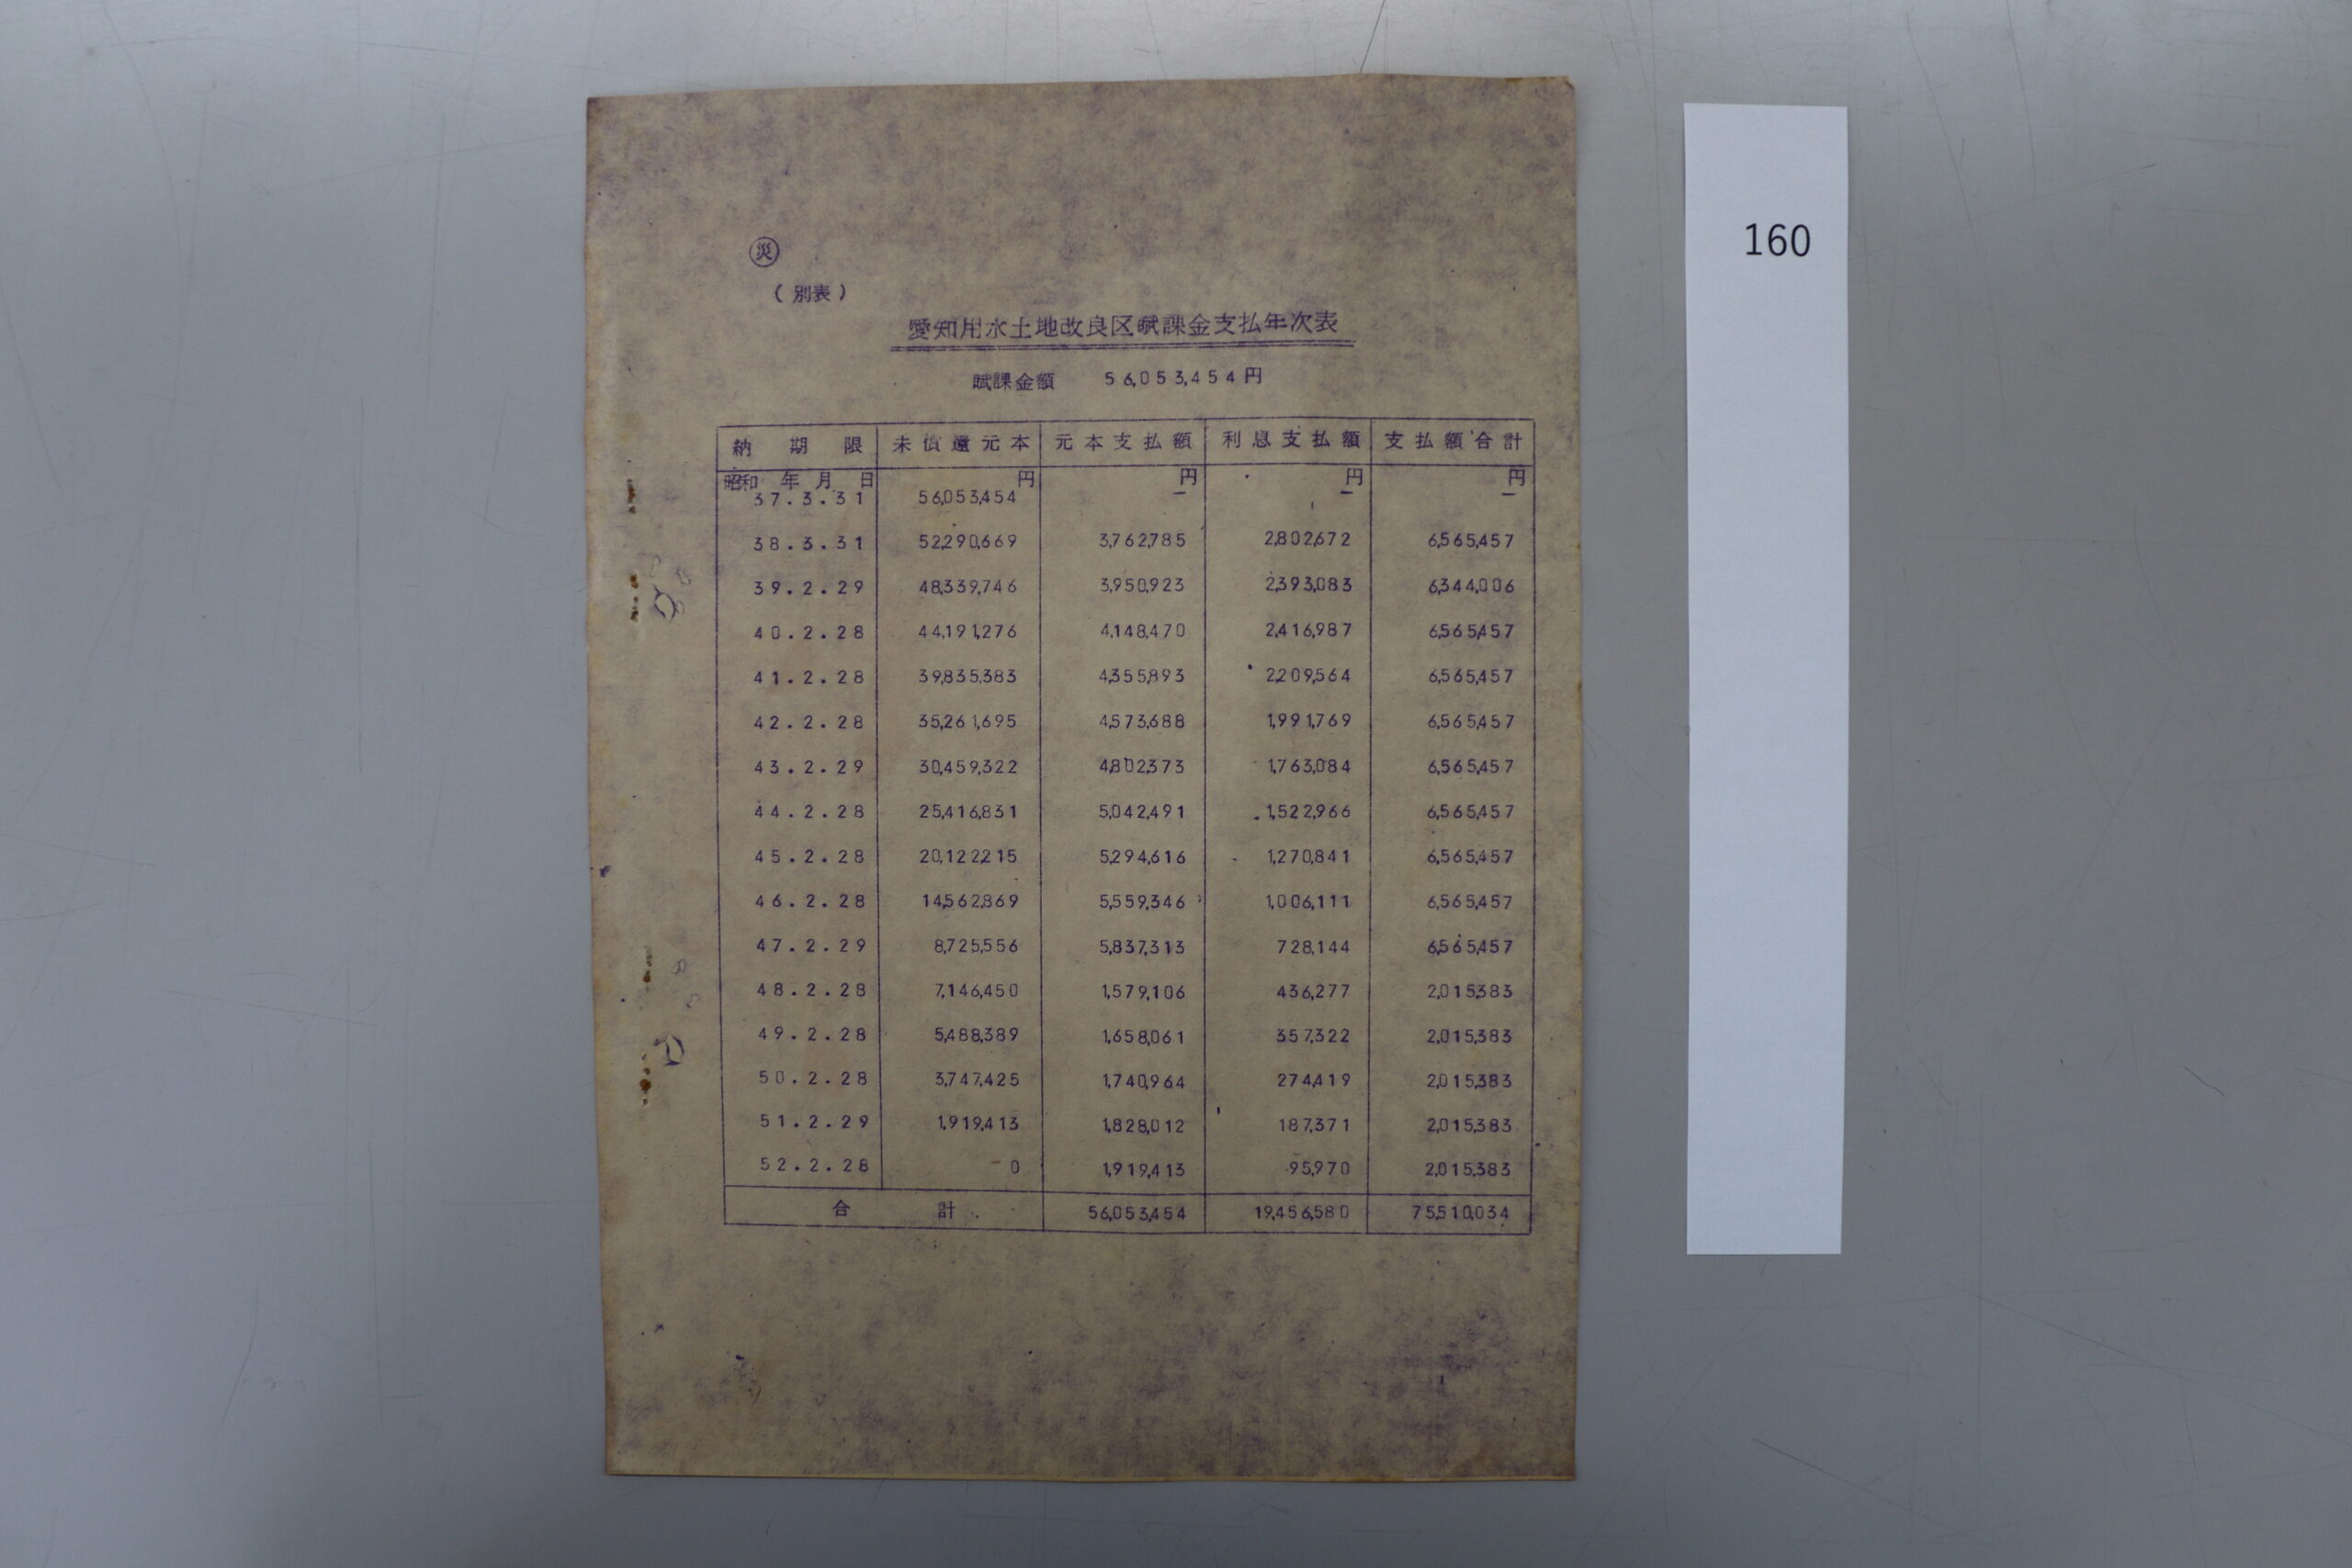 ㊋
（別表）
愛知用水土地改良区賦課金支払年次表
賦課金額 56,053,454円
納期限 未償還元本 元本支払額 利息支払額 支払額合計
昭和 年 月 日 円 円 円 円
37.3.31 56,053,454 － － －
38.3.31 52,290,669 3,762,785 2,802,672 6,565,457
39.2.29 48,339,746 3,950,923 2,393,083 6,344,006
40.2.28 44,191,276 4,148,470 2,416,987 6,565,457
41.2.28 39,835,383 4,355,893 2,209,564 6,565,457
42.2.28 35,261,695 4,573,688 1,991,769 6,565,457
43.2.29 30,459,322 4,802,373 1,763,084 6,565,457
44.2.28 25,416,831 5,042,491 1,522,966 6,565,457
45.2.28 20,122,215 5,294,616 1,270,841 6,565,457
46.2.28 14,562,869 5,559,346 1,006,111 6,565,457
47.2.29 8,725,556 5,837,313 728,144 6,565,457
48.2.28 7,146,450 1,579,106 436,277 2,015,383
49.2.28 5,488,389 1,658,061 357,322 2,015,383
50.2.28 3,747,425 1,740,964 274,419 2,015,383
51.2.29 1,919,413 1,828,012 187,371 2,015,383
52.2.28 0 1,919,413 95,970 2,015,383
合計 56,053,454 19,456,580 75,510,034
160